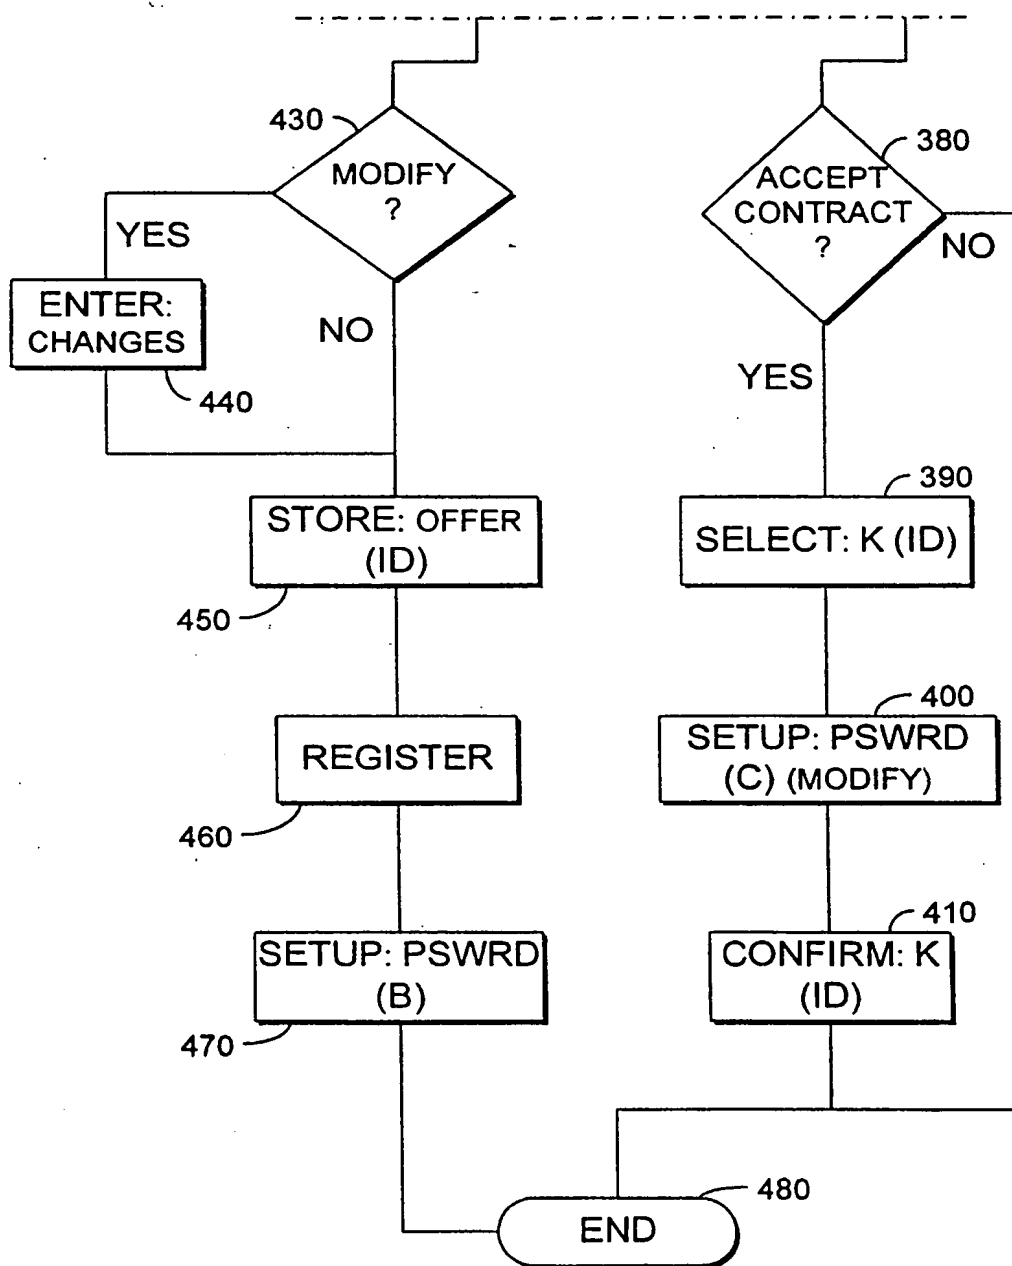 430
MODIFY
?
YES
NO
ENTER:
CHANGES
440
STORE: OFFER
(ID)
450
REGISTER
460
SETUP: PSWRD
(B)
470
380
ACCEPT
CONTRACT
?
NO
YES
390
SELECT: K (ID)
400
SETUP: PSWRD
(C) (MODIFY)
410
CONFIRM: K
(ID)
480
END